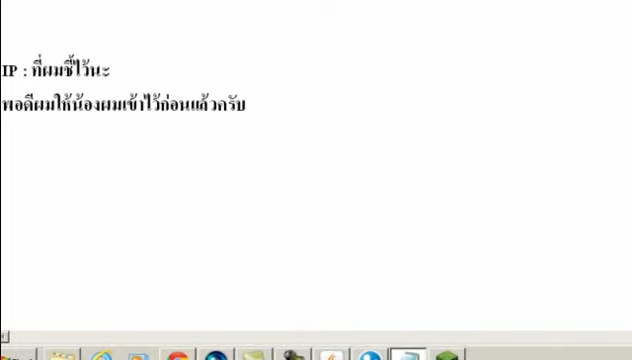 IP : ที่ผมชี้ไว้นะ
พอดีผมให้น้องผมเข้าไว้ก่อนแล้วครับ